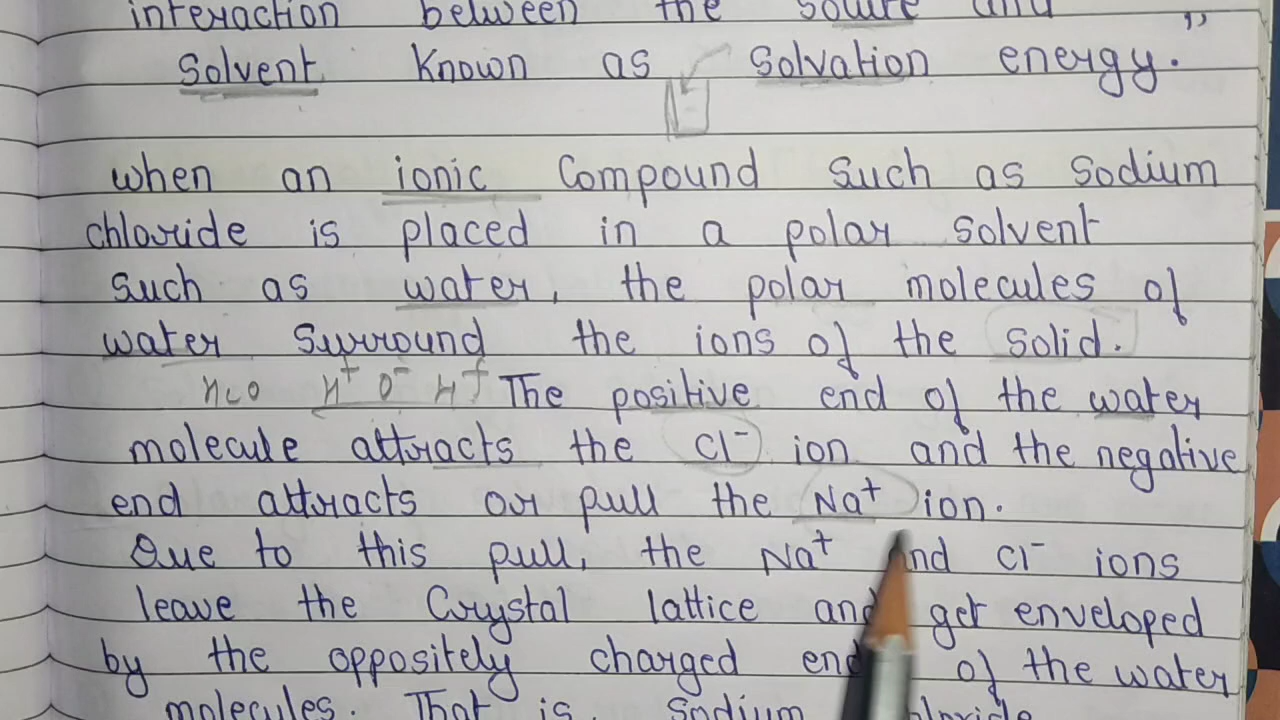 interaction between the solute and
solvent known as solvation energy."
when an ionic compound such as sodium
chloride is placed in a polar solvent
such as water, the polar molecules of
water surround the ions of the solid.
H2O H+ O- H+ The positive end of the water
molecule attracts the Cl- ion and the negative
end attracts or pull the Na+ ion.
Due to this pull, the Na+ and Cl- ions
leave the crystal lattice and get enveloped
by the oppositely charged end of the water
molecules. That is, sodium chloride